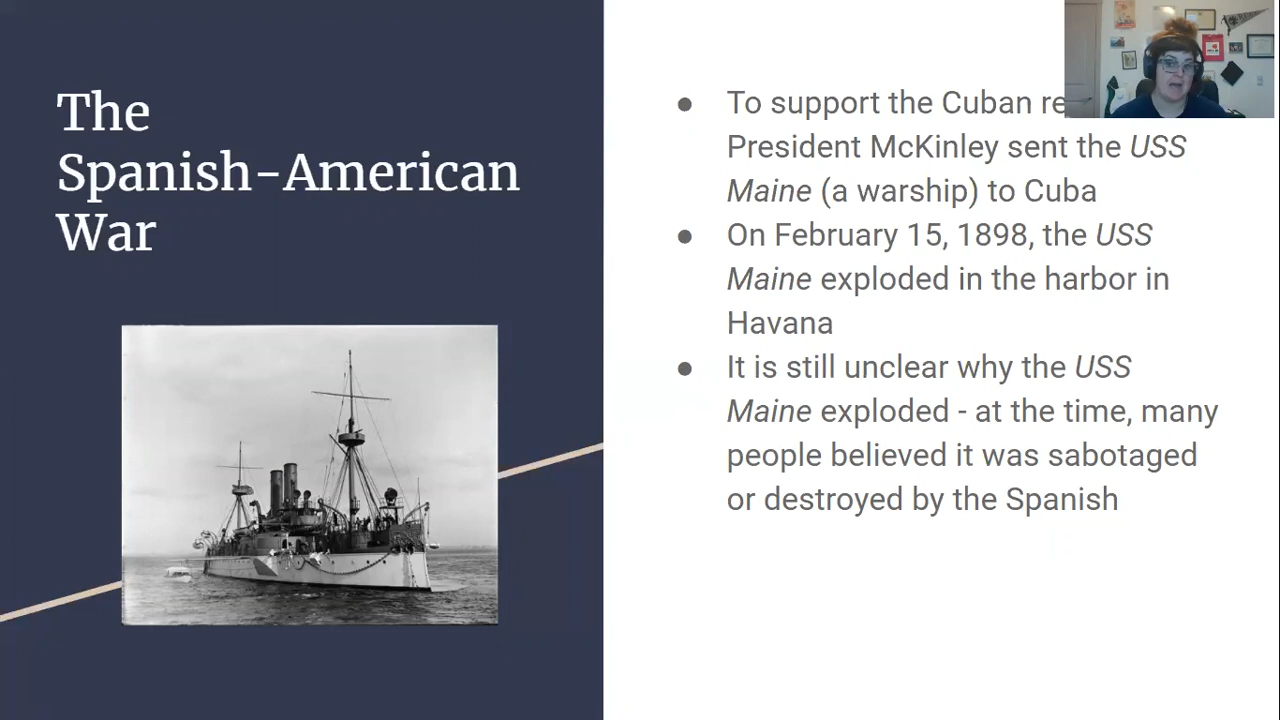 The
Spanish-American
War
● To support the Cuban
President McKinley sent the USS
Maine (a warship) to Cuba
● On February 15, 1898, the USS
Maine exploded in the harbor in
Havana
● It is still unclear why the USS
Maine exploded - at the time, many
people believed it was sabotaged
or destroyed by the Spanish